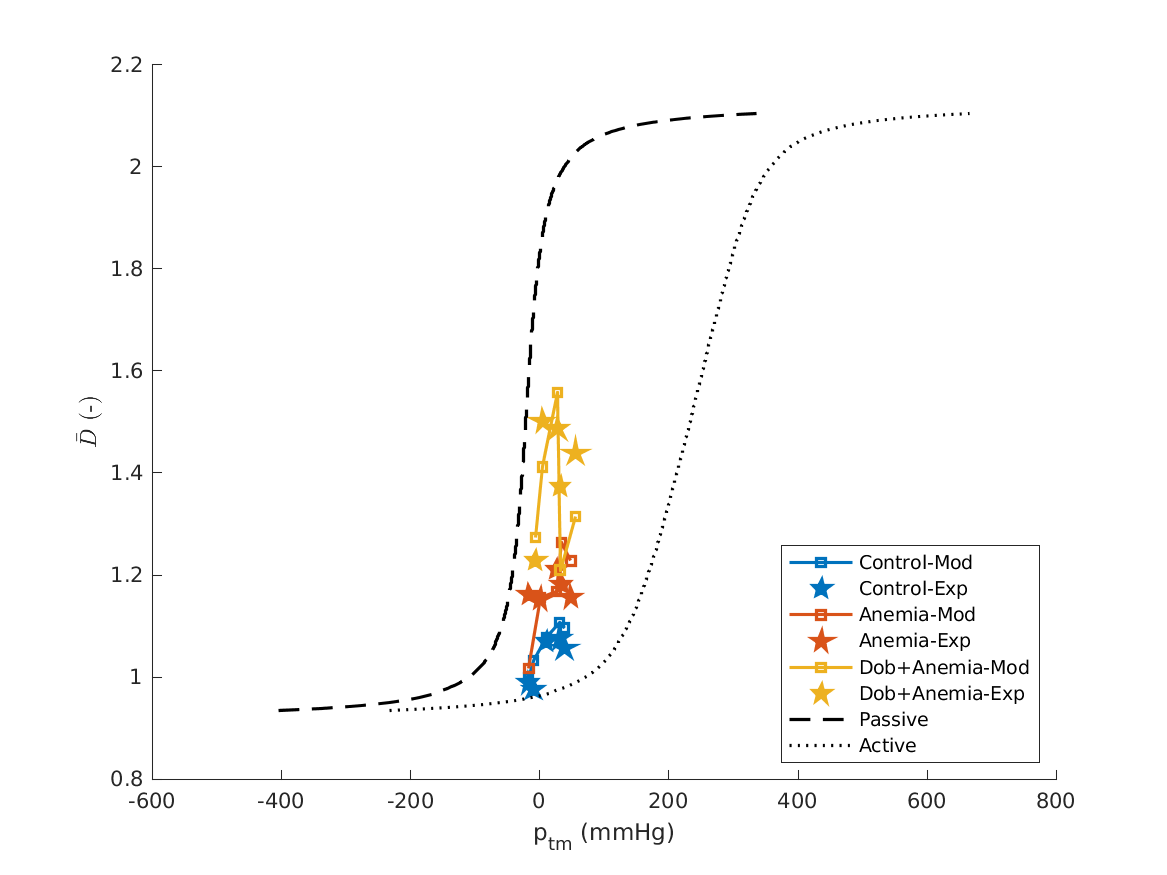 2.2
2
1.8
1.6
1.4
1.2
1
0.8
D̄ (-)
-600 -400 -200 0 200 400 600 800
p_tm (mmHg)
Control-Mod
Control-Exp
Anemia-Mod
Anemia-Exp
Dob+Anemia-Mod
Dob+Anemia-Exp
Passive
Active